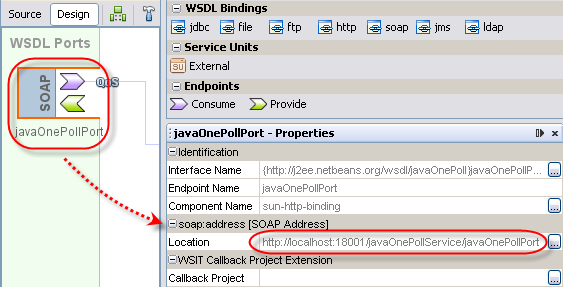 Source Design
WSDL Ports
SOAP
QoS
javaOnePollPort
WSDL Bindings
jdbc file ftp http soap jms ldap
Service Units
SU External
Endpoints
Consume Provide
javaOnePollPort - Properties
Identification
Interface Name {http://j2ee.netbeans.org/wsdl/javaOnePoll}javaOnePollP... ...
Endpoint Name javaOnePollPort
Component Name sun-http-binding
soap:address [SOAP Address]
Location http://localhost:18001/javaOnePollService/javaOnePollPort ...
WSIT Callback Project Extension
Callback Project ...